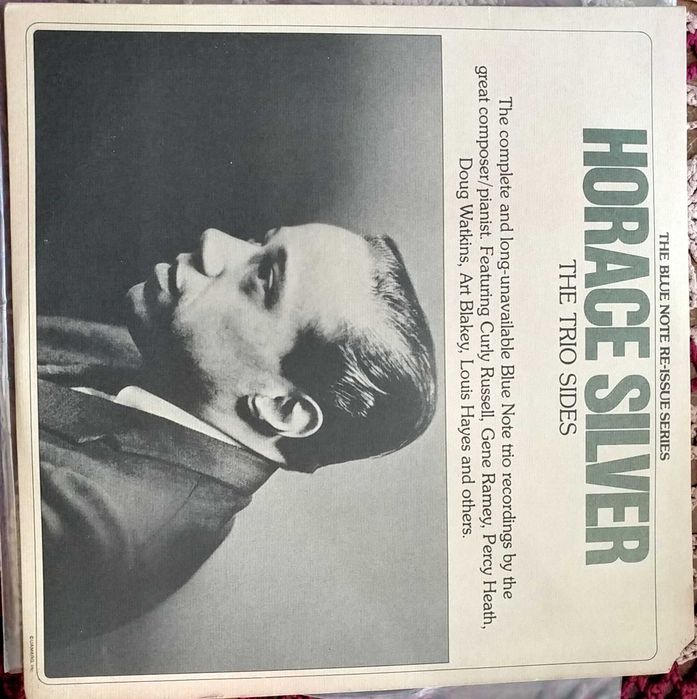 THE BLUE NOTE RE-ISSUE SERIES
HORACE SILVER
THE TRIO SIDES
The complete and long-unavailable Blue Note trio recordings by the
great composer/pianist. Featuring Curly Russell, Gene Ramey, Percy Heath,
Doug Watkins, Art Blakey, Louis Hayes and others.